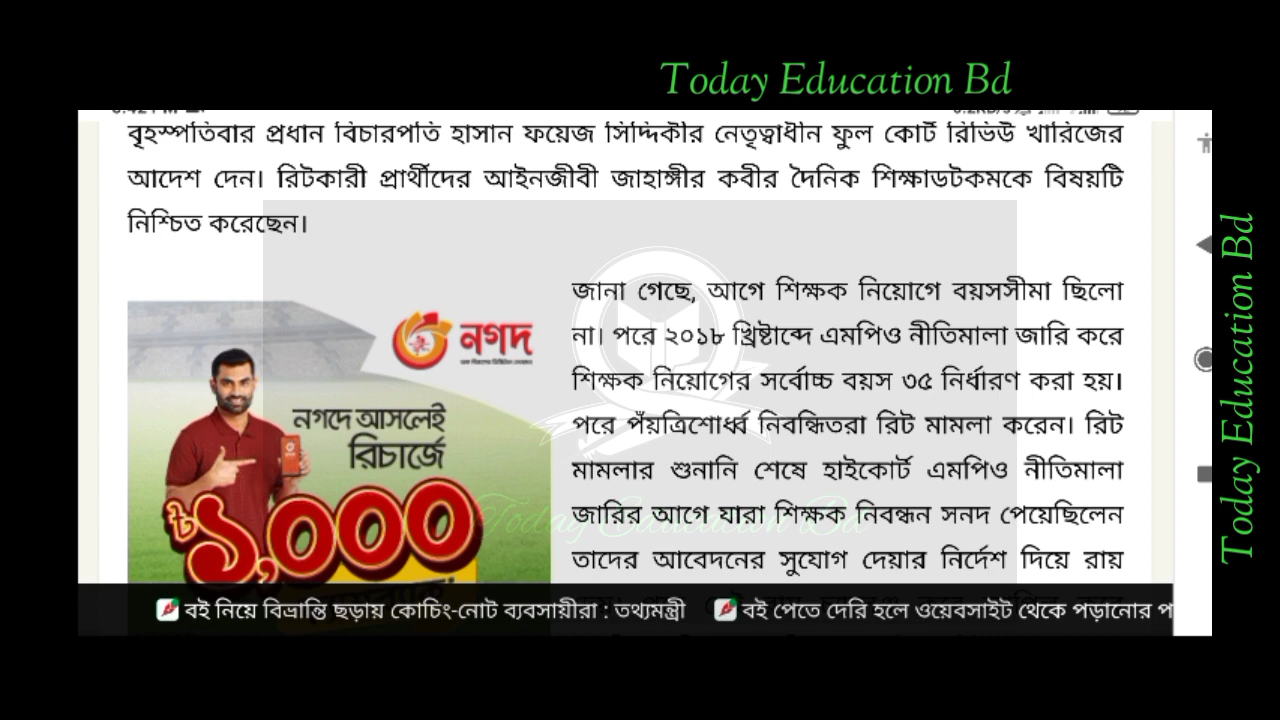 Today Education Bd
বৃহস্পতিবার প্রধান বিচারপতি হাসান ফয়েজ সিদ্দিকীর নেতৃত্বাধীন ফুল কোর্ট রিভিউ খারিজের
আদেশ দেন। রিটকারী প্রার্থীদের আইনজীবী জাহাঙ্গীর কবীর দৈনিক শিক্ষাডটকমকে বিষয়টি
নিশ্চিত করেছেন।
জানা গেছে, আগে শিক্ষক নিয়োগে বয়সসীমা ছিলো
না। পরে ২০১৮ খ্রিষ্টাব্দে এমপিও নীতিমালা জারি করে
শিক্ষক নিয়োগের সর্বোচ্চ বয়স ৩৫ নির্ধারণ করা হয়।
পরে পঁয়ত্রিশোর্ধ্ব নিবন্ধিতরা রিট মামলা করেন। রিট
মামলার শুনানি শেষে হাইকোর্ট এমপিও নীতিমালা
জারির আগে যারা শিক্ষক নিবন্ধন সনদ পেয়েছিলেন
তাদের আবেদনের সুযোগ দেয়ার নির্দেশ দিয়ে রায়
নগদ
নগদে আসলেই
রিচার্জে
৳১,০০০
Today Education Bd
বই নিয়ে বিভ্রান্তি ছড়ায় কোচিং-নোট ব্যবসায়ীরা : তথ্যমন্ত্রী বই পেতে দেরি হলে ওয়েবসাইট থেকে পড়ানোর
Today Education Bd